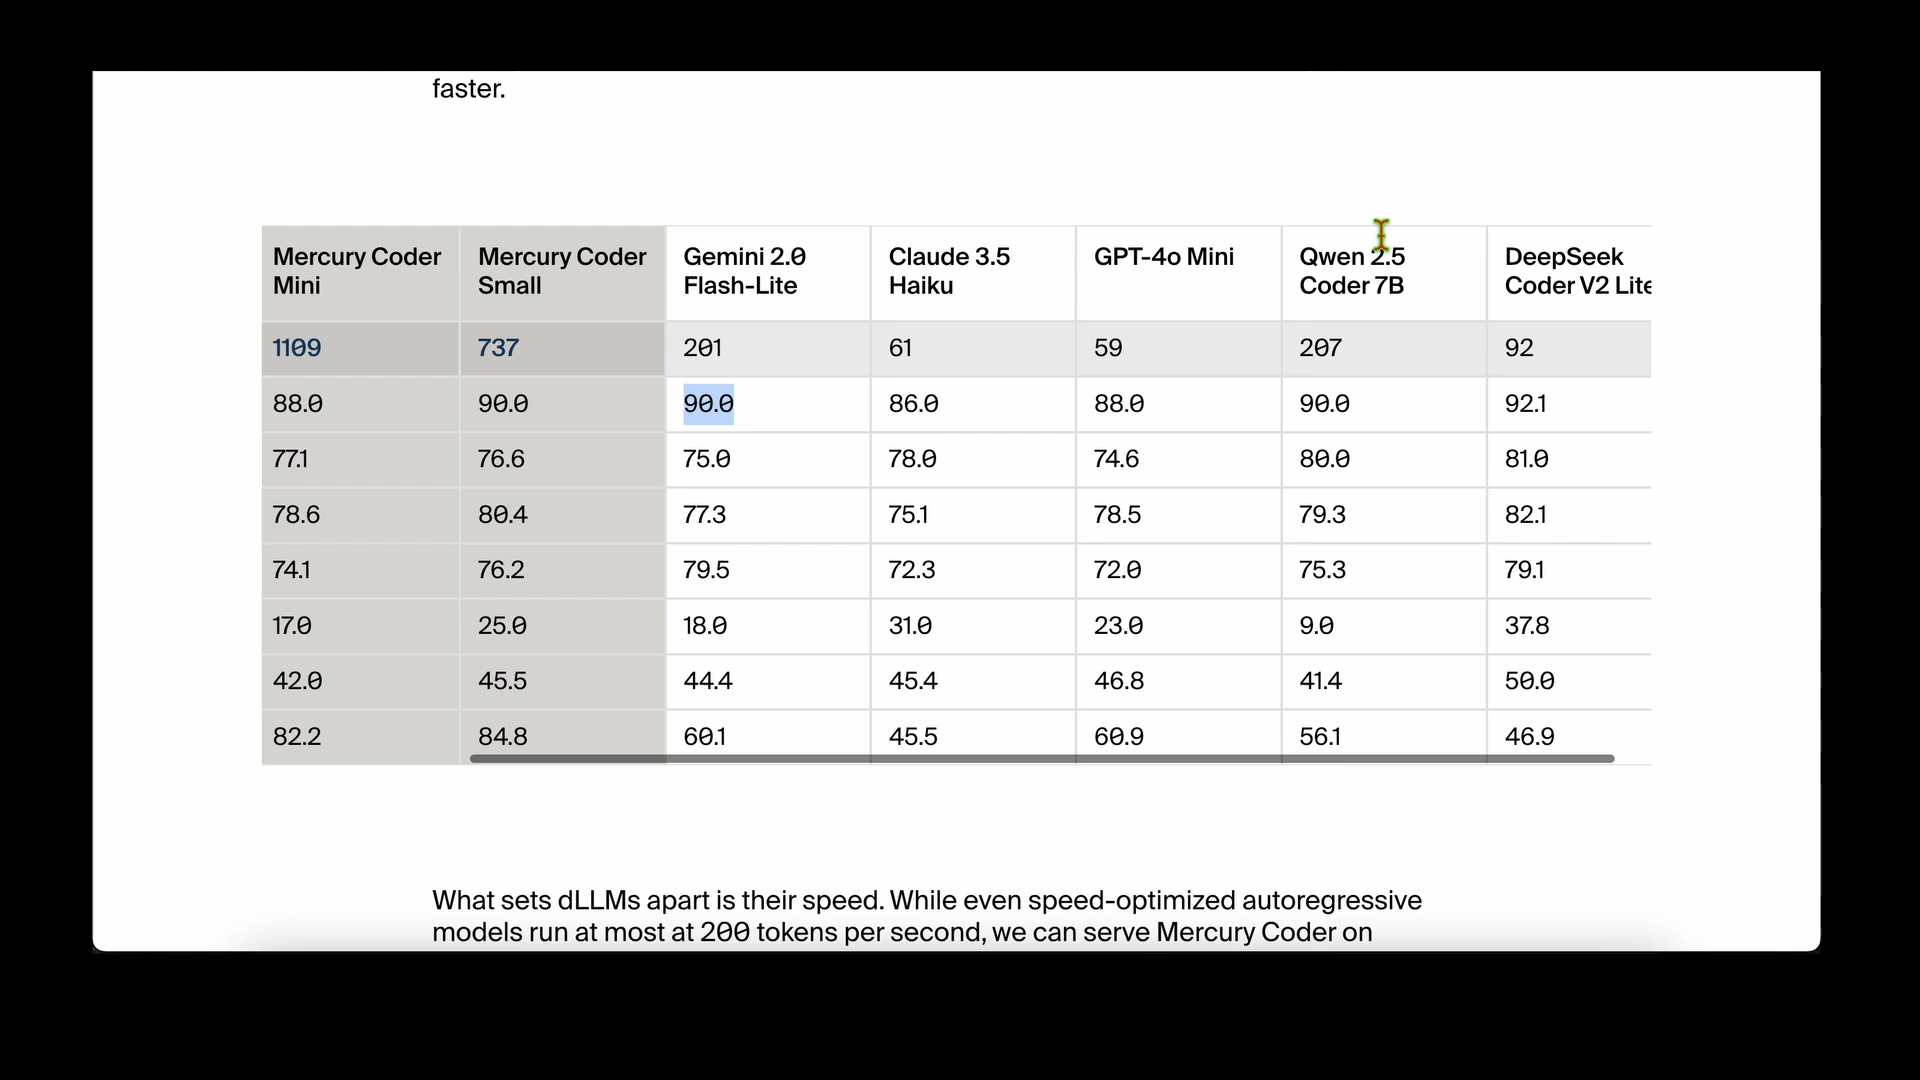 faster.
Mercury Coder Mini Mercury Coder Small Gemini 2.0 Flash-Lite Claude 3.5 Haiku GPT-4o Mini Qwen 2.5 Coder 7B DeepSeek Coder V2 Lite
1109 737 201 61 59 207 92
88.0 90.0 90.0 86.0 88.0 90.0 92.1
77.1 76.6 75.0 78.0 74.6 80.0 81.0
78.6 80.4 77.3 75.1 78.5 79.3 82.1
74.1 76.2 79.5 72.3 72.0 75.3 79.1
17.0 25.0 18.0 31.0 23.0 9.0 37.8
42.0 45.5 44.4 45.4 46.8 41.4 50.0
82.2 84.8 60.1 45.5 60.9 56.1 46.9
What sets dLLMs apart is their speed. While even speed-optimized autoregressive
models run at most at 200 tokens per second, we can serve Mercury Coder on